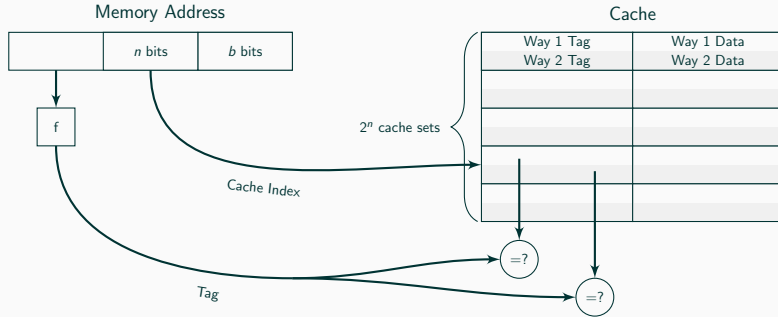 Memory Address
n bits
b bits
f
Cache
Way 1 Tag
Way 1 Data
Way 2 Tag
Way 2 Data
2ⁿ cache sets
Cache Index
=?
Tag
=?